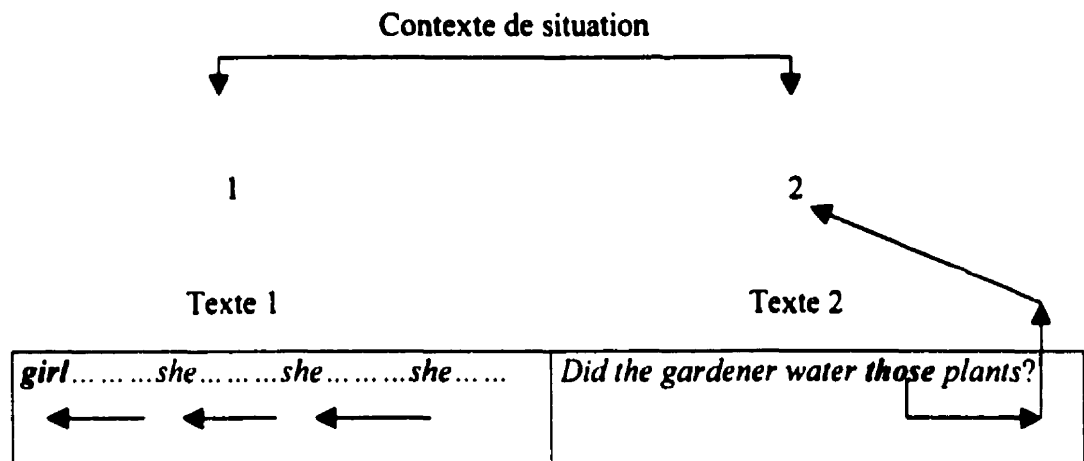 Contexte de situation
1 2
Texte 1 Texte 2
girl.........she.........she.........she...... Did the gardener water those plants?